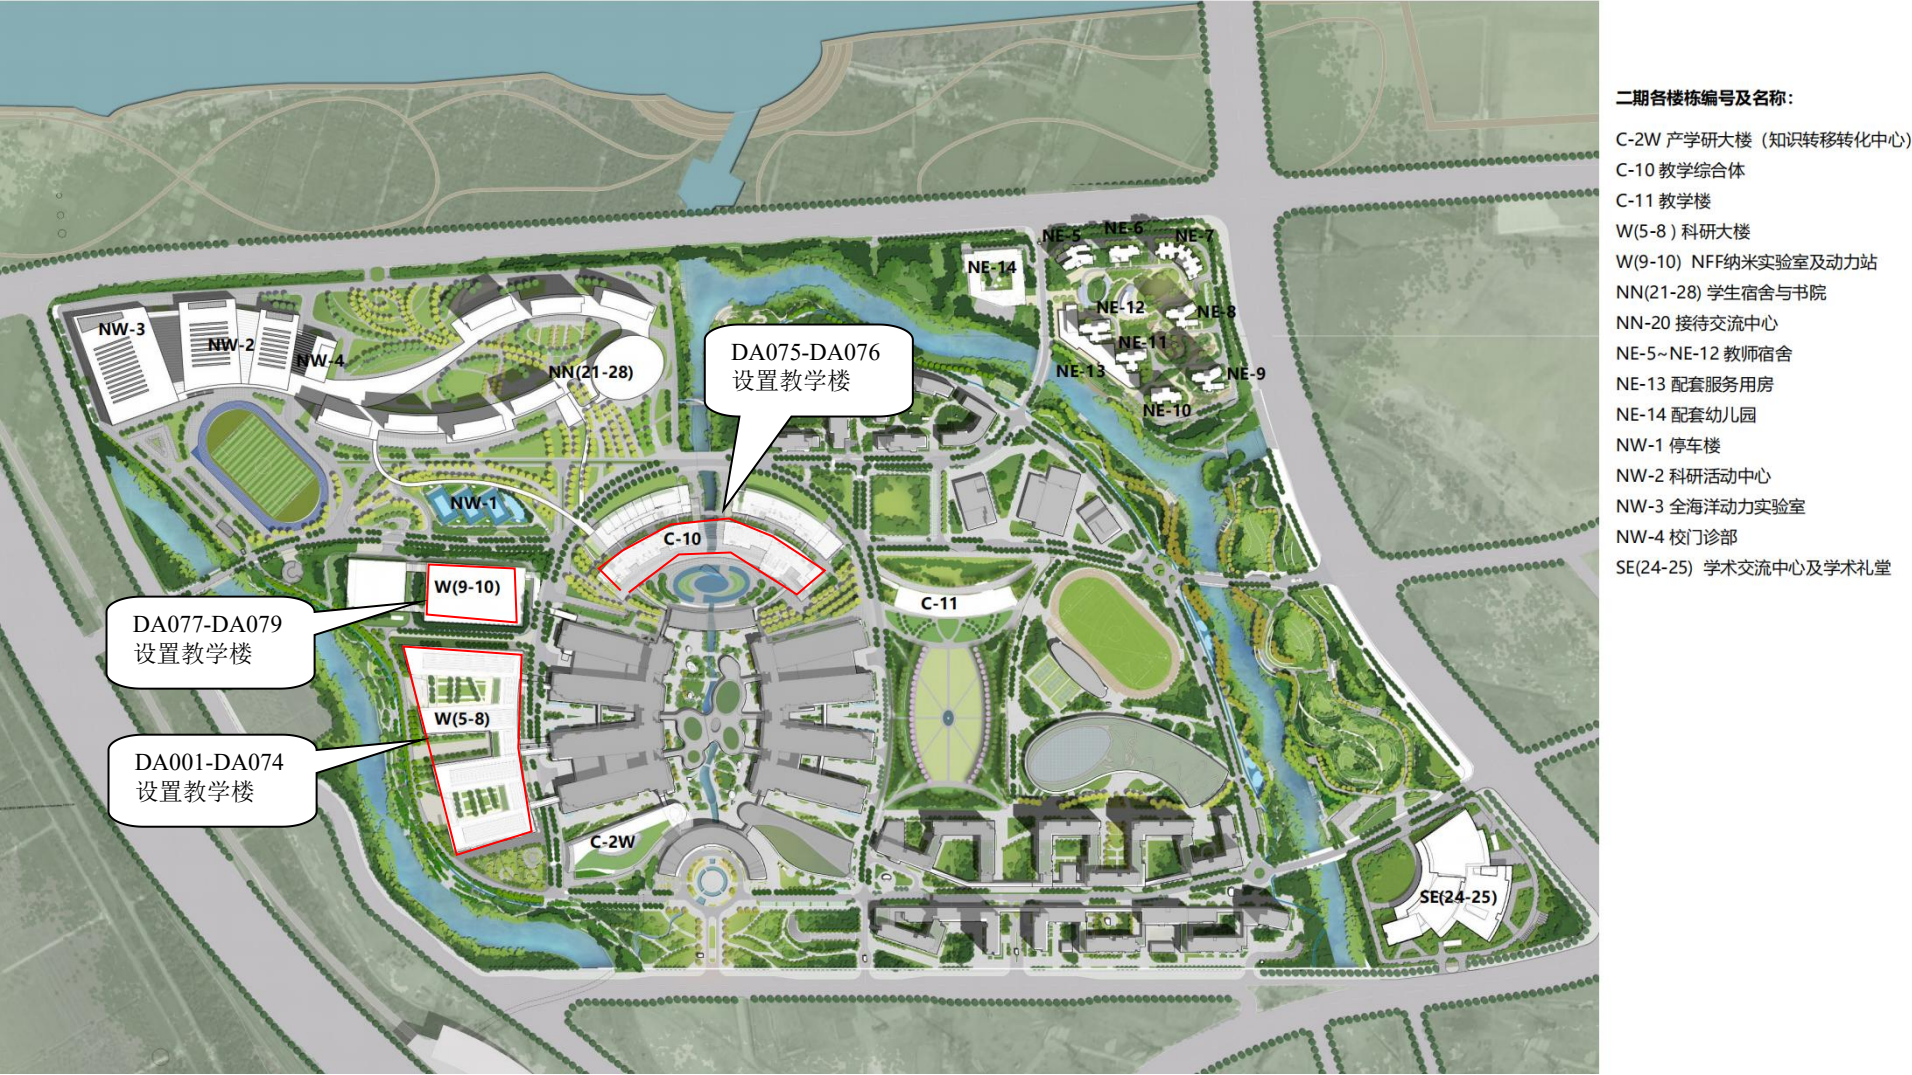 二期各楼栋编号及名称：
C-2W 产学研大楼（知识转移转化中心）
C-10 教学综合体
C-11 教学楼
W(5-8 ) 科研大楼
W(9-10)  NFF纳米实验室及动力站
NN(21-28) 学生宿舍与书院
NN-20 接待交流中心
NE-5~NE-12 教师宿舍
NE-13 配套服务用房
NE-14 配套幼儿园
NW-1 停车楼
NW-2 科研活动中心
NW-3 全海洋动力实验室
NW-4 校门诊部
SE(24-25)  学术交流中心及学术礼堂
NE-5
NE-6
NE-7
NE-14
NE-12
NE-8
NE-11
NE-13
NE-9
NE-10
NW-3
NW-2
NW-4
NN(21-28)
DA075-DA076
设置教学楼
NW-1
C-10
W(9-10)
C-11
DA077-DA079
设置教学楼
W(5-8)
DA001-DA074
设置教学楼
C-2W
SE(24-25)